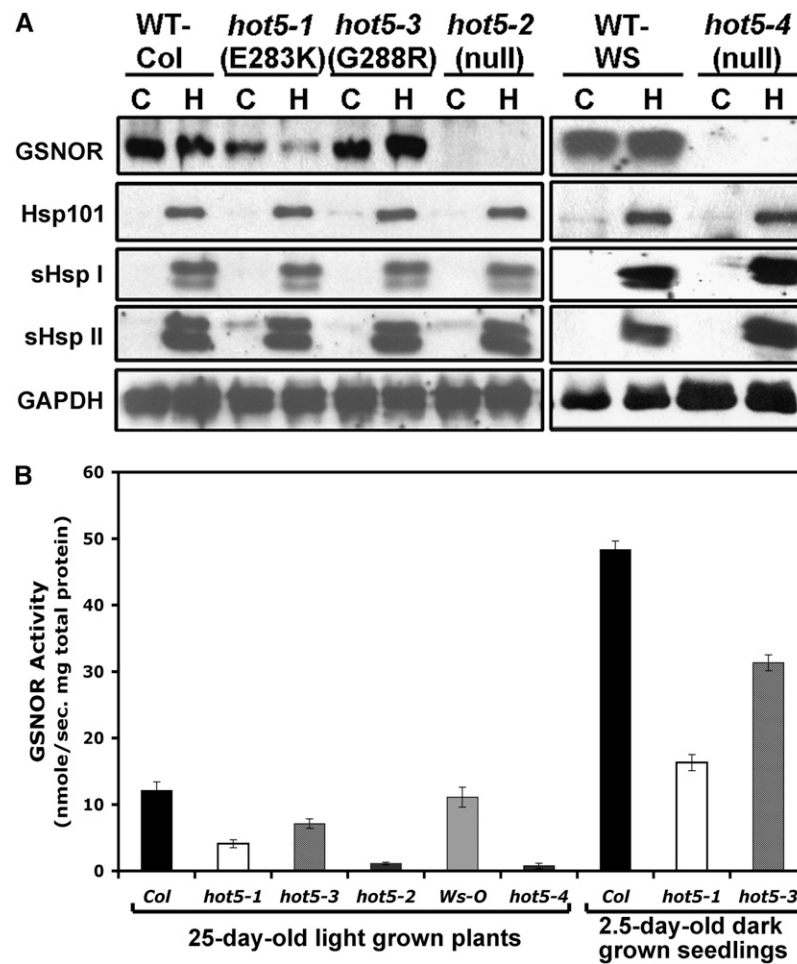 A
WT-Col hot5-1 (E283K) hot5-3 (G288R) hot5-2 (null) WT-WS hot5-4 (null)
C H C H C H C H C H C H
GSNOR
Hsp101
sHsp I
sHsp II
GAPDH
B
GSNOR Activity
(nmole/sec. mg total protein)
60
50
40
30
20
10
0
Col hot5-1 hot5-3 hot5-2 Ws-O hot5-4 Col hot5-1 hot5-3
25-day-old light grown plants
2.5-day-old dark
grown seedlings